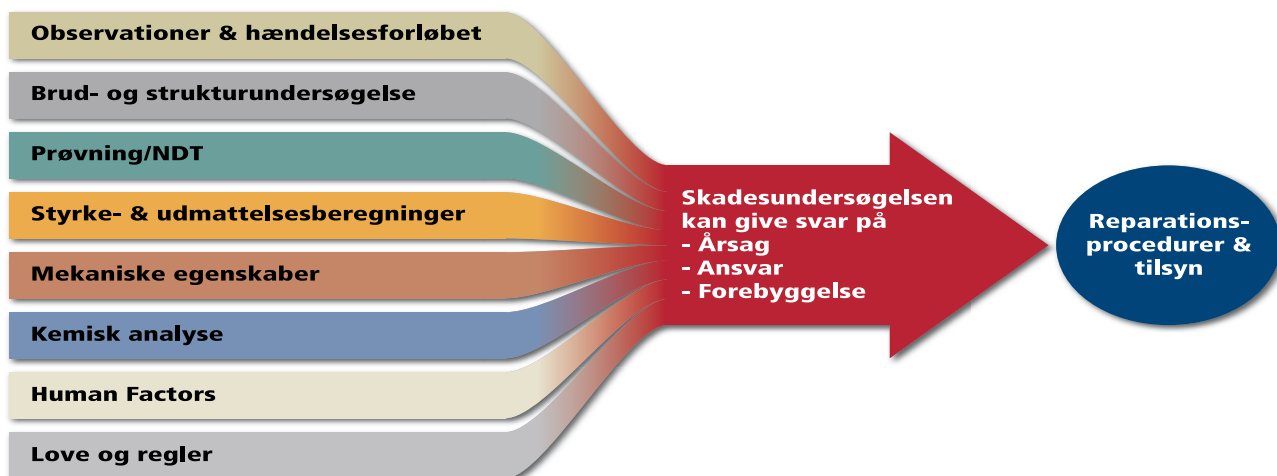 Observationer & hændelsesforløbet
Brud- og strukturundersøgelse
Prøvning/NDT
Styrke- & udmattelsesberegninger
Mekaniske egenskaber
Kemisk analyse
Human Factors
Love og regler
Skadesundersøgelsen
kan give svar på
- Årsag
- Ansvar
- Forebyggelse
Reparations-
procedurer &
tilsyn